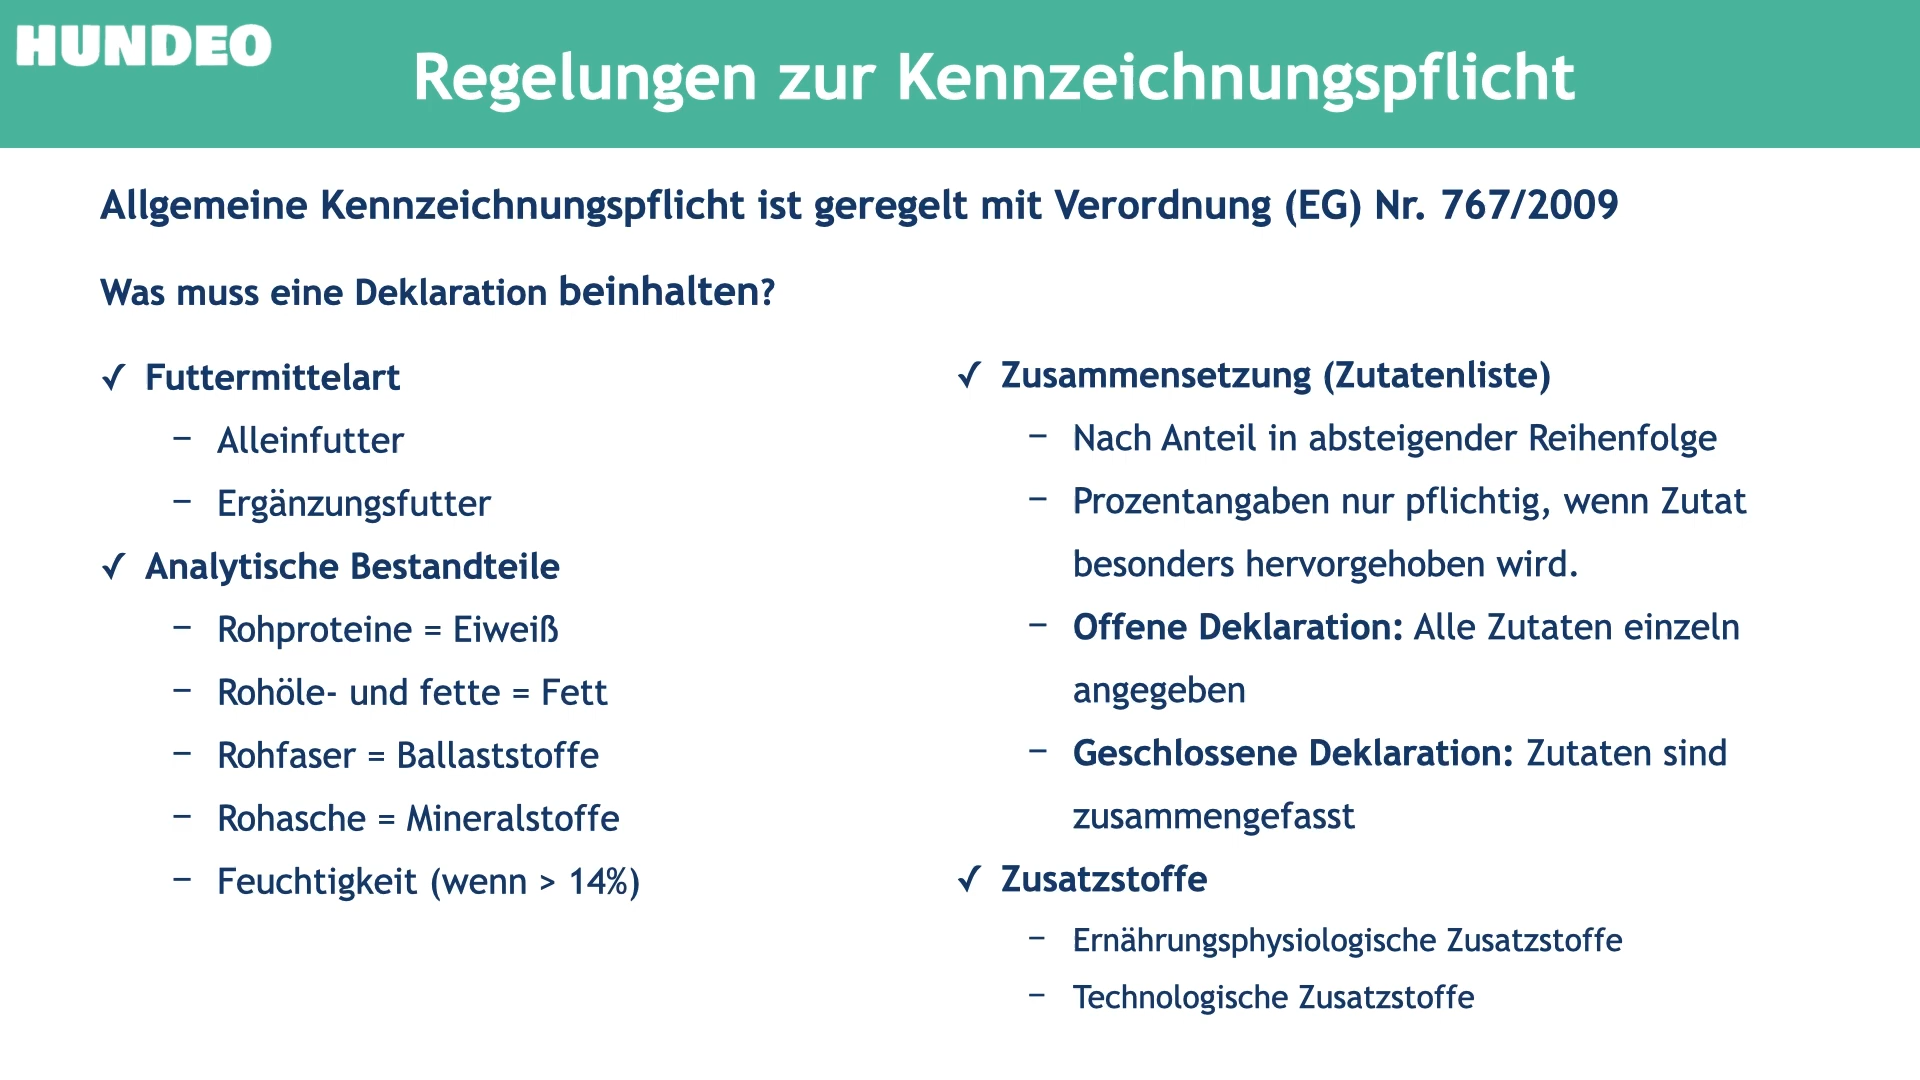 HUNDEO
Regelungen zur Kennzeichnungspflicht
Allgemeine Kennzeichnungspflicht ist geregelt mit Verordnung (EG) Nr. 767/2009
Was muss eine Deklaration beinhalten?
✓ Futtermittelart
– Alleinfutter
– Ergänzungsfutter
✓ Analytische Bestandteile
– Rohproteine = Eiweiß
– Rohöle- und fette = Fett
– Rohfaser = Ballaststoffe
– Rohasche = Mineralstoffe
– Feuchtigkeit (wenn > 14%)
✓ Zusammensetzung (Zutatenliste)
– Nach Anteil in absteigender Reihenfolge
– Prozentangaben nur pflichtig, wenn Zutat
besonders hervorgehoben wird.
– Offene Deklaration: Alle Zutaten einzeln
angegeben
– Geschlossene Deklaration: Zutaten sind
zusammengefasst
✓ Zusatzstoffe
– Ernährungsphysiologische Zusatzstoffe
– Technologische Zusatzstoffe